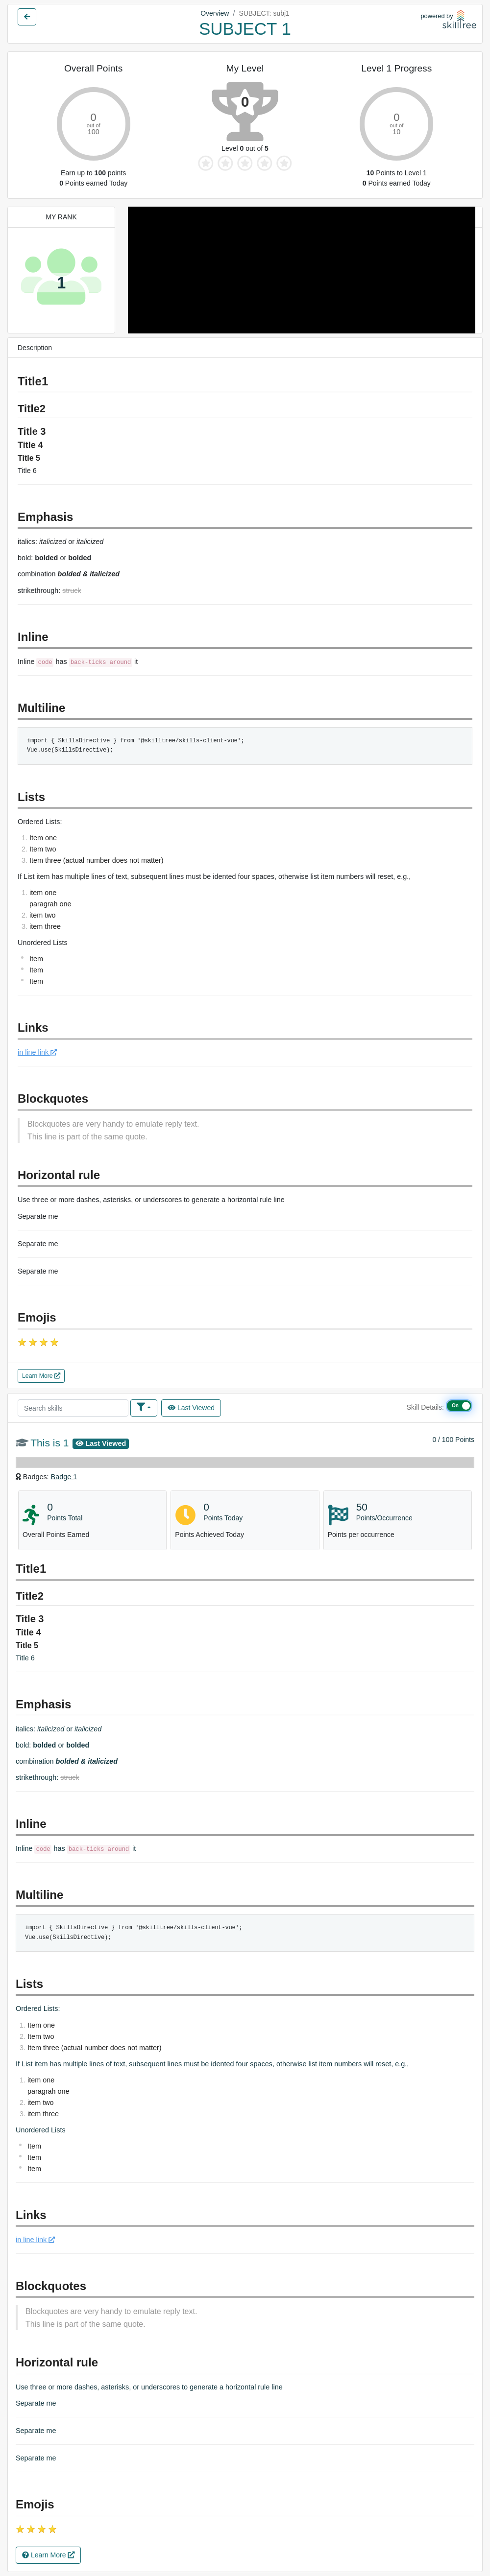 Overview / SUBJECT: subj1
SUBJECT 1
powered by
skilltree
Overall Points
0
out of
100
Earn up to 100 points
0 Points earned Today
My Level
0
Level 0 out of 5
Level 1 Progress
0
out of
10
10 Points to Level 1
0 Points earned Today
MY RANK
1
Description
Title1
Title2
Title 3
Title 4
Title 5
Title 6
Emphasis
italics: italicized or italicized
bold: bolded or bolded
combination bolded & italicized
strikethrough: struck
Inline
Inline code has back-ticks around it
Multiline
import { SkillsDirective } from '@skilltree/skills-client-vue';
Vue.use(SkillsDirective);
Lists
Ordered Lists:
1. Item one
2. Item two
3. Item three (actual number does not matter)
If List item has multiple lines of text, subsequent lines must be idented four spaces, otherwise list item numbers will reset, e.g.,
1. item one
paragrah one
2. item two
3. item three
Unordered Lists
* Item
* Item
* Item
Links
in line link
Blockquotes
Blockquotes are very handy to emulate reply text.
This line is part of the same quote.
Horizontal rule
Use three or more dashes, asterisks, or underscores to generate a horizontal rule line
Separate me
Separate me
Separate me
Emojis
Learn More
Search skills
Last Viewed
Skill Details: On
This is 1 Last Viewed
0 / 100 Points
Badges: Badge 1
0
Points Total
Overall Points Earned
0
Points Today
Points Achieved Today
50
Points/Occurrence
Points per occurrence
Title1
Title2
Title 3
Title 4
Title 5
Title 6
Emphasis
italics: italicized or italicized
bold: bolded or bolded
combination bolded & italicized
strikethrough: struck
Inline
Inline code has back-ticks around it
Multiline
import { SkillsDirective } from '@skilltree/skills-client-vue';
Vue.use(SkillsDirective);
Lists
Ordered Lists:
1. Item one
2. Item two
3. Item three (actual number does not matter)
If List item has multiple lines of text, subsequent lines must be idented four spaces, otherwise list item numbers will reset, e.g.,
1. item one
paragrah one
2. item two
3. item three
Unordered Lists
* Item
* Item
* Item
Links
in line link
Blockquotes
Blockquotes are very handy to emulate reply text.
This line is part of the same quote.
Horizontal rule
Use three or more dashes, asterisks, or underscores to generate a horizontal rule line
Separate me
Separate me
Separate me
Emojis
Learn More